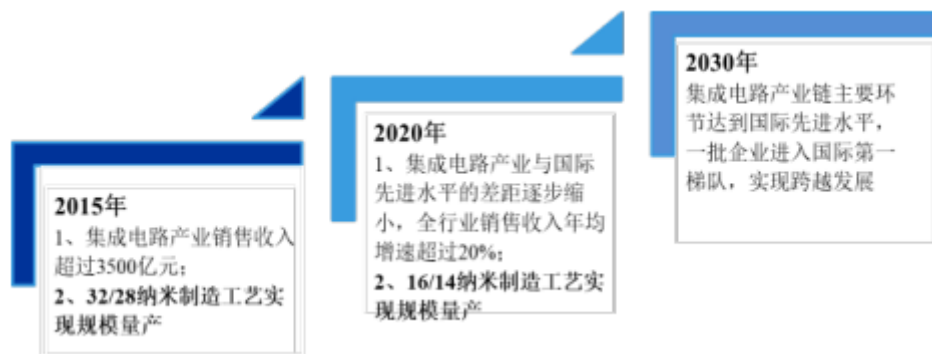 2015年
1、集成电路产业销售收入
超过3500亿元;
2、32/28纳米制造工艺实
现规模量产
2020年
1、集成电路产业与国际
先进水平的差距逐步缩
小，全行业销售收入年均
增速超过20%;
2、16/14纳米制造工艺实
现规模量产
2030年
集成电路产业链主要环
节达到国际先进水平，
一批企业进入国际第一
梯队，实现跨越发展